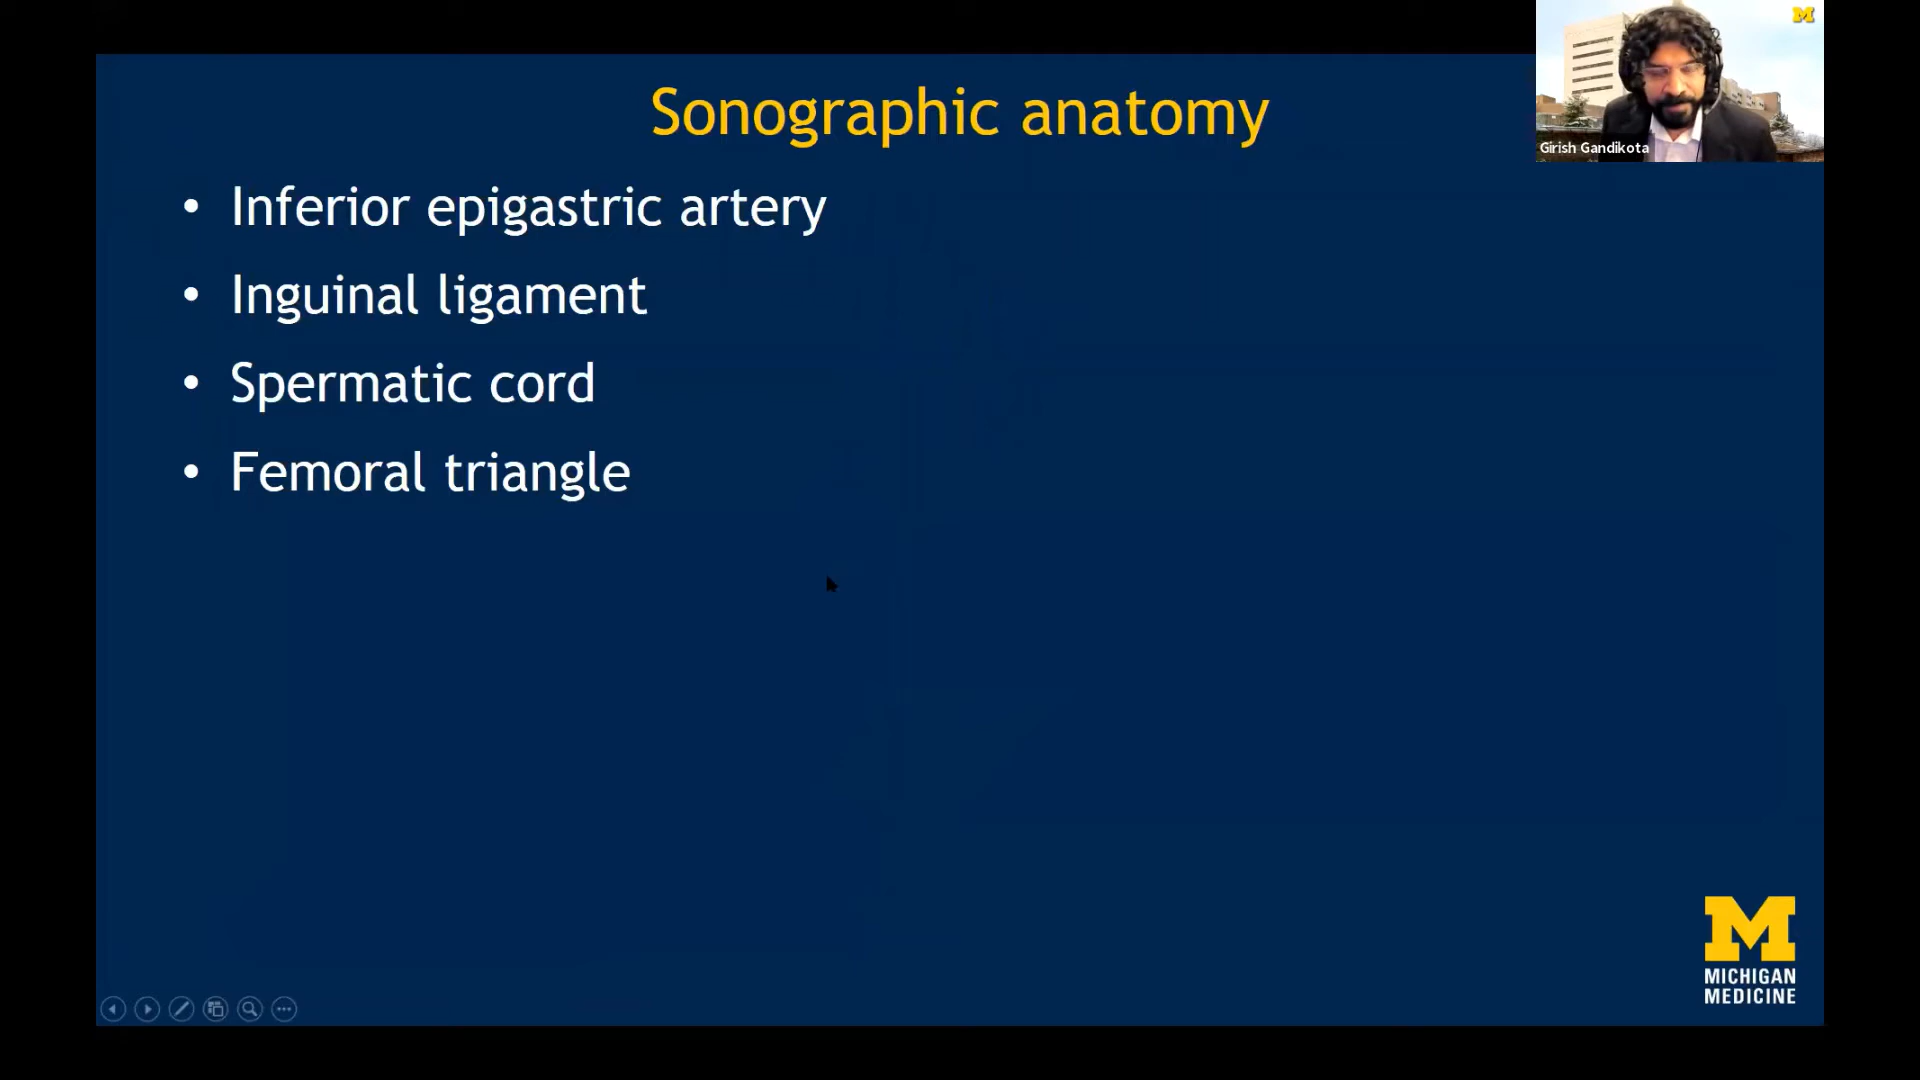 Sonographic anatomy
• Inferior epigastric artery
• Inguinal ligament
• Spermatic cord
• Femoral triangle
M
Girish Gandikota
M
MICHIGAN
MEDICINE